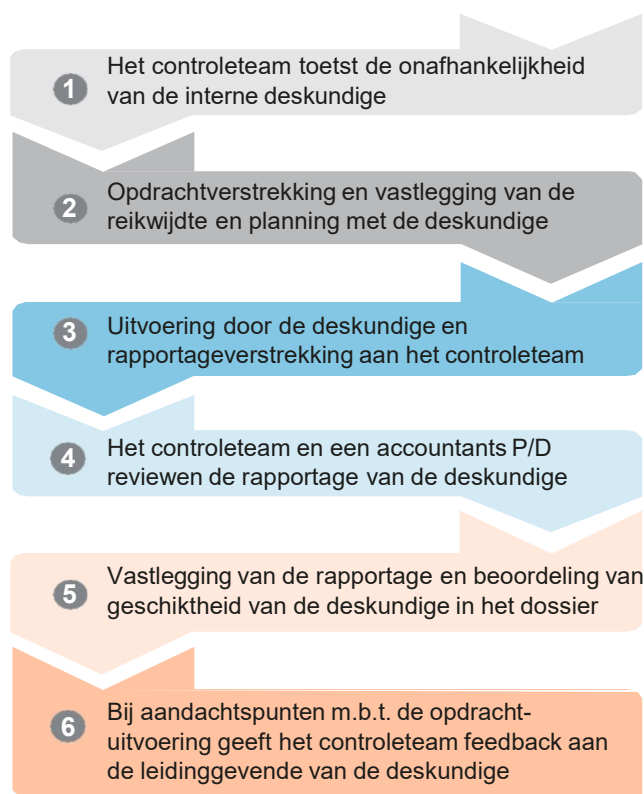 1
Het controleteam toetst de onafhankelijkheid
van de interne deskundige
2
Opdrachtverstrekking en vastlegging van de
reikwijdte en planning met de deskundige
3
Uitvoering door de deskundige en
rapportageverstrekking aan het controleteam
4
Het controleteam en een accountants P/D
reviewen de rapportage van de deskundige
5
Vastlegging van de rapportage en beoordeling van
geschiktheid van de deskundige in het dossier
6
Bij aandachtspunten m.b.t. de opdracht-
uitvoering geeft het controleteam feedback aan
de leidinggevende van de deskundige